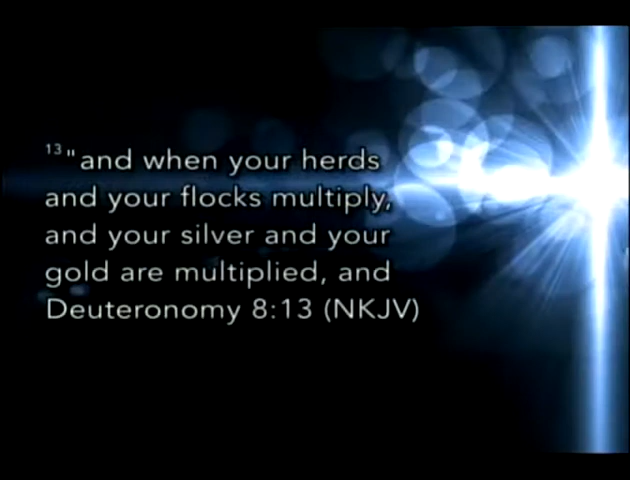 13 "and when your herds
and your flocks multiply,
and your silver and your
gold are multiplied, and
Deuteronomy 8:13 (NKJV)